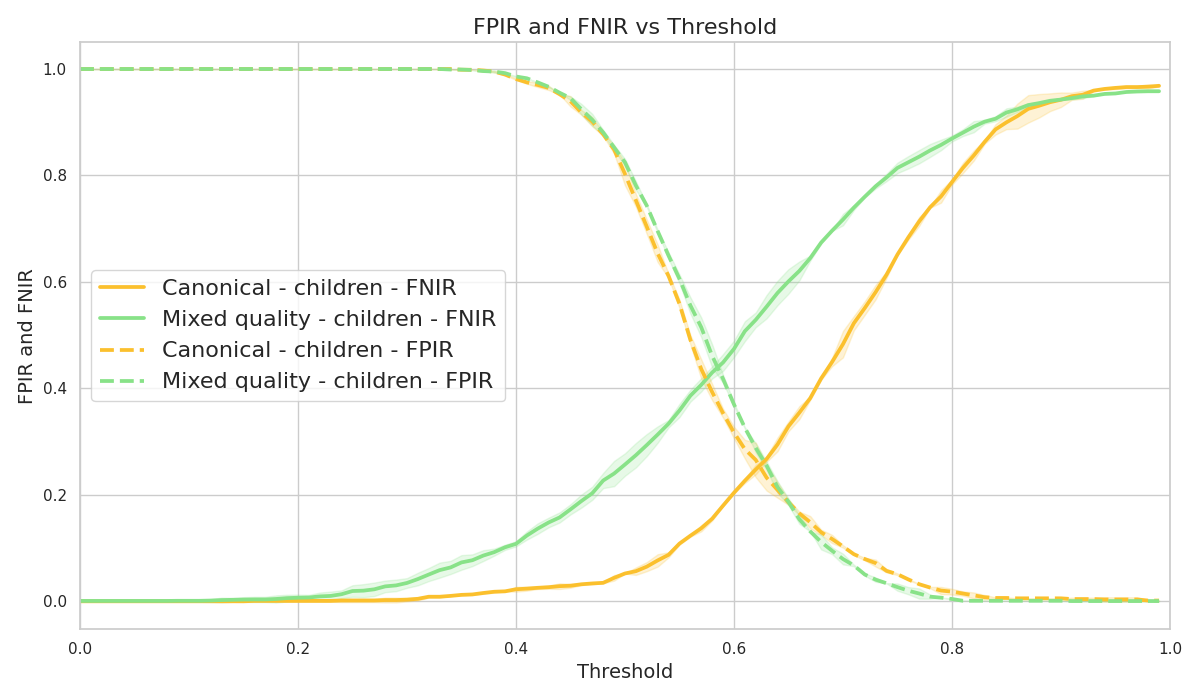 FPIR and FNIR vs Threshold
FPIR and FNIR
1.0
0.8
0.6
0.4
0.2
0.0
Canonical - children - FNIR
Mixed quality - children - FNIR
Canonical - children - FPIR
Mixed quality - children - FPIR
0.0 0.2 0.4 0.6 0.8 1.0
Threshold